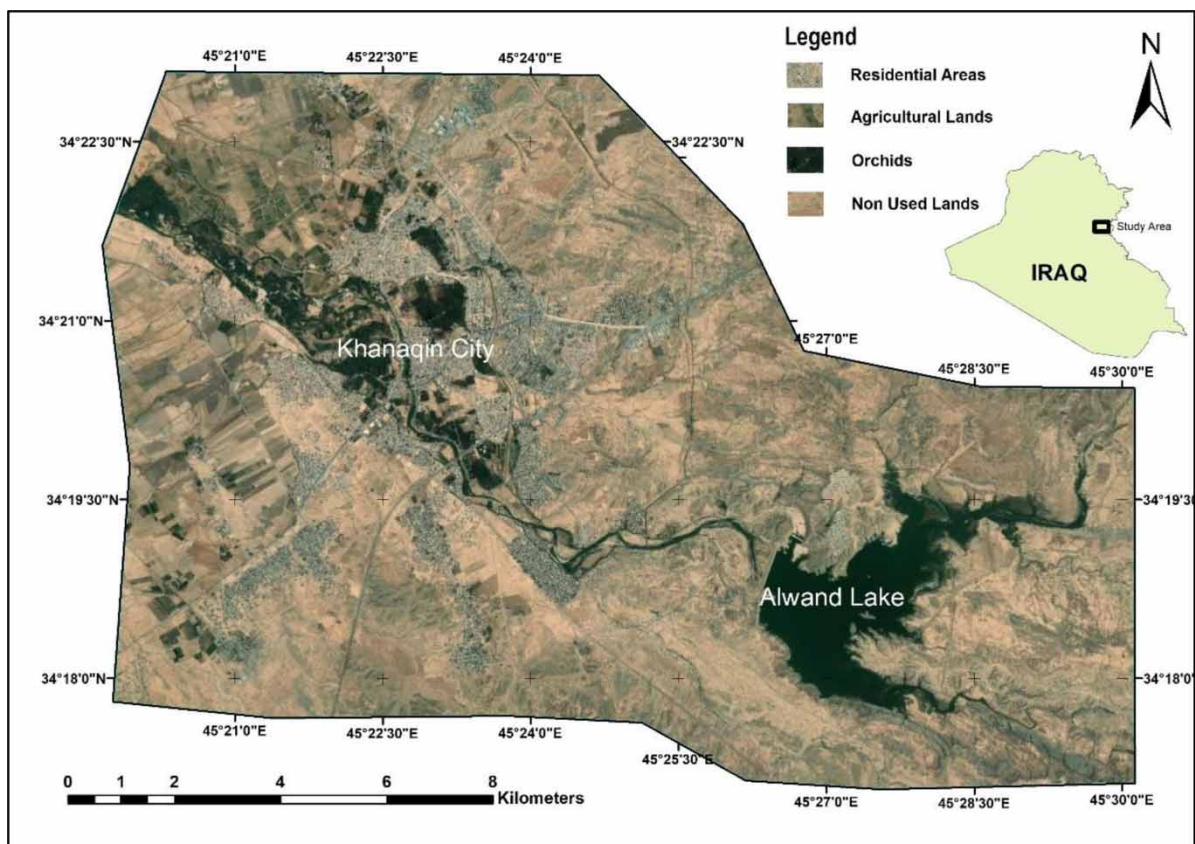 45°21'0"E
45°22'30"E
45°24'0"E
Legend
Residential Areas
Agricultural Lands
Orchids
Non Used Lands
N
Study Area
IRAQ
34°22'30"N
34°22'30"N
34°21'0"N
45°27'0"E
45°28'30"E
45°30'0"E
Khanaqin City
34°19'30"N
34°19'30
Alwand Lake
34°18'0"N
34°18'0"
45°21'0"E
45°22'30"E
45°24'0"E
45°25'30"E
45°27'0"E
45°28'30"E
45°30'0"E
0 1 2 4 6 8
Kilometers